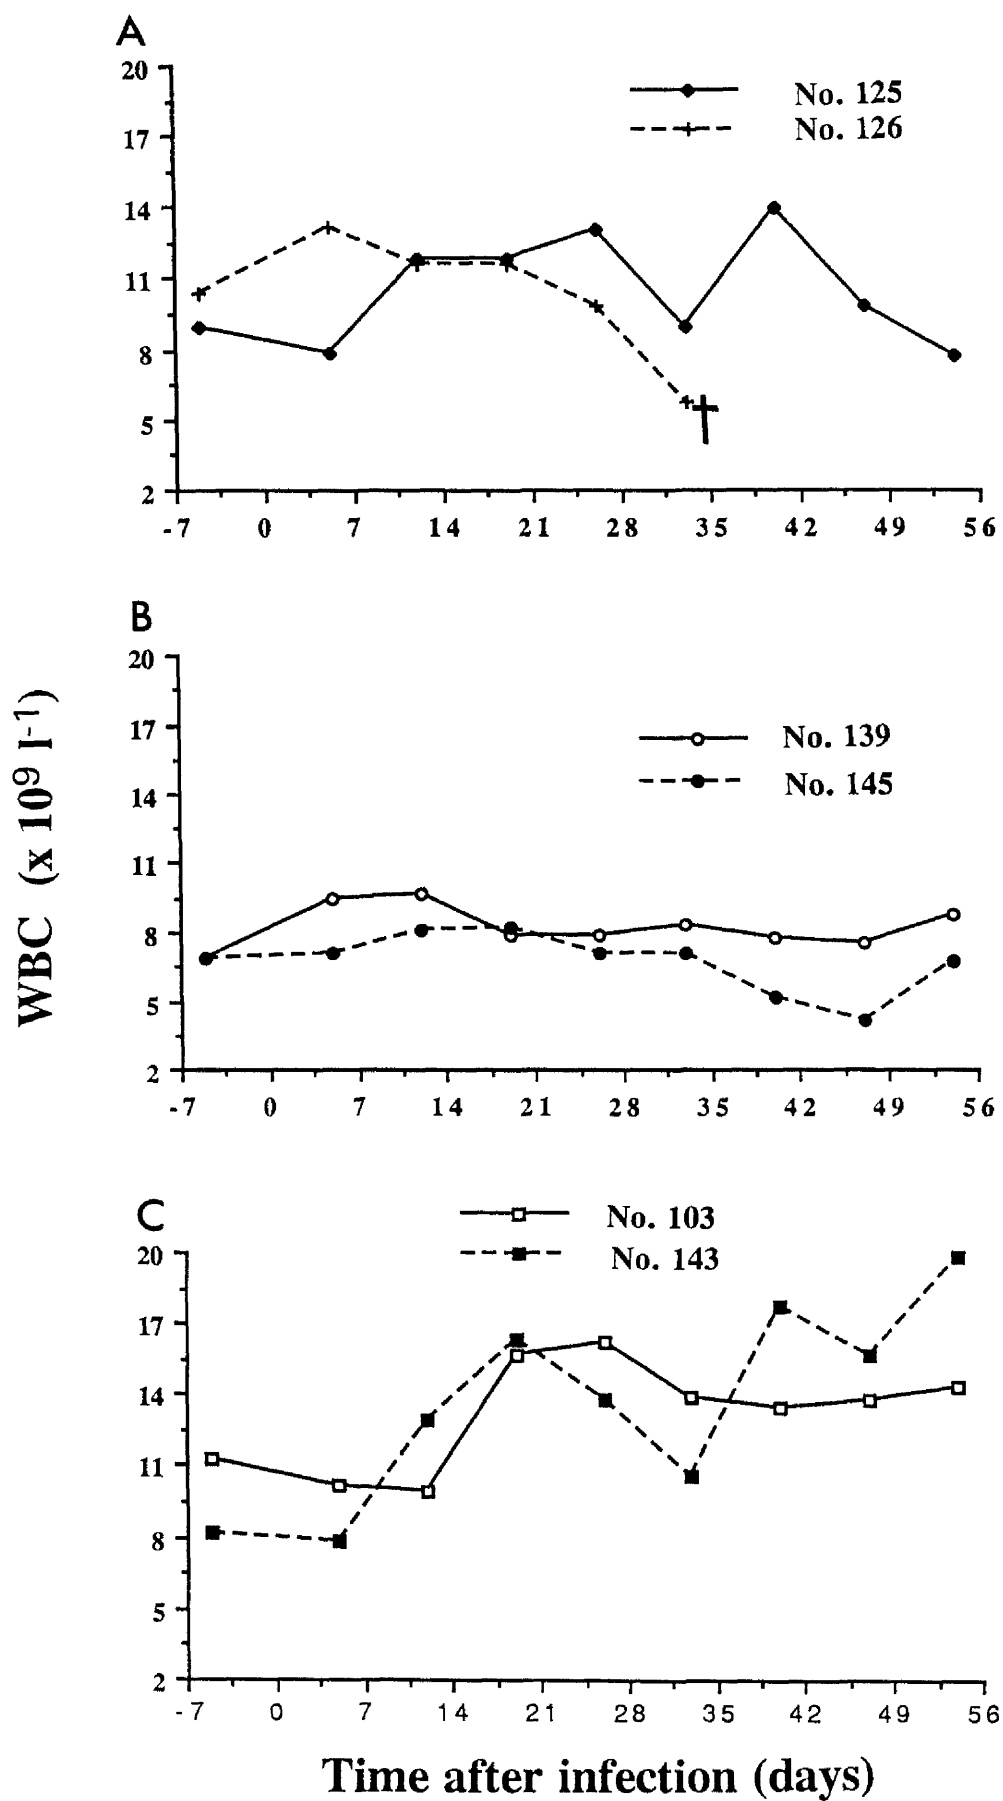 A
20
17
14
11
8
5
2
-7 0 7 14 21 28 35 42 49 56
No. 125
No. 126
B
20
17
14
11
8
5
2
-7 0 7 14 21 28 35 42 49 56
No. 139
No. 145
WBC (x 10⁹ l⁻¹)
C
No. 103
No. 143
20
17
14
11
8
5
2
-7 0 7 14 21 28 35 42 49 56
Time after infection (days)